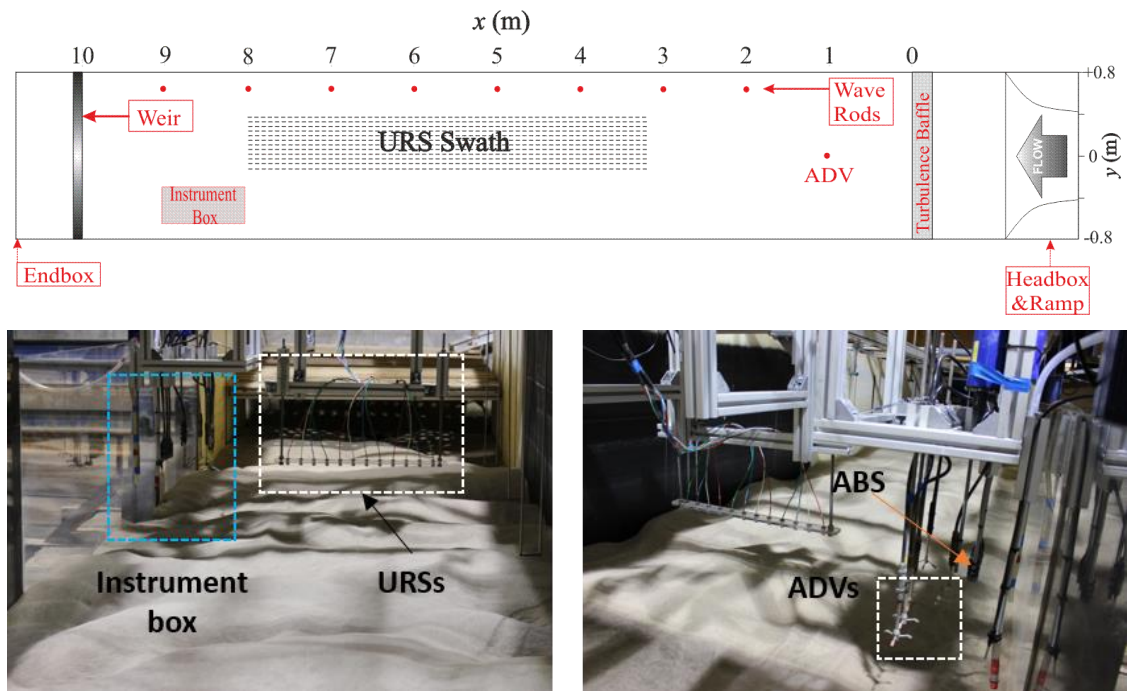 x (m)
10 9 8 7 6 5 4 3 2 1 0
+0.8
Weir
Wave
Rods
URS Swath
Turbulence Baffle
FLOW
0
y (m)
ADV
Instrument
Box
-0.8
Endbox
Headbox
&Ramp
Instrument
box
URSs
ABS
ADVs